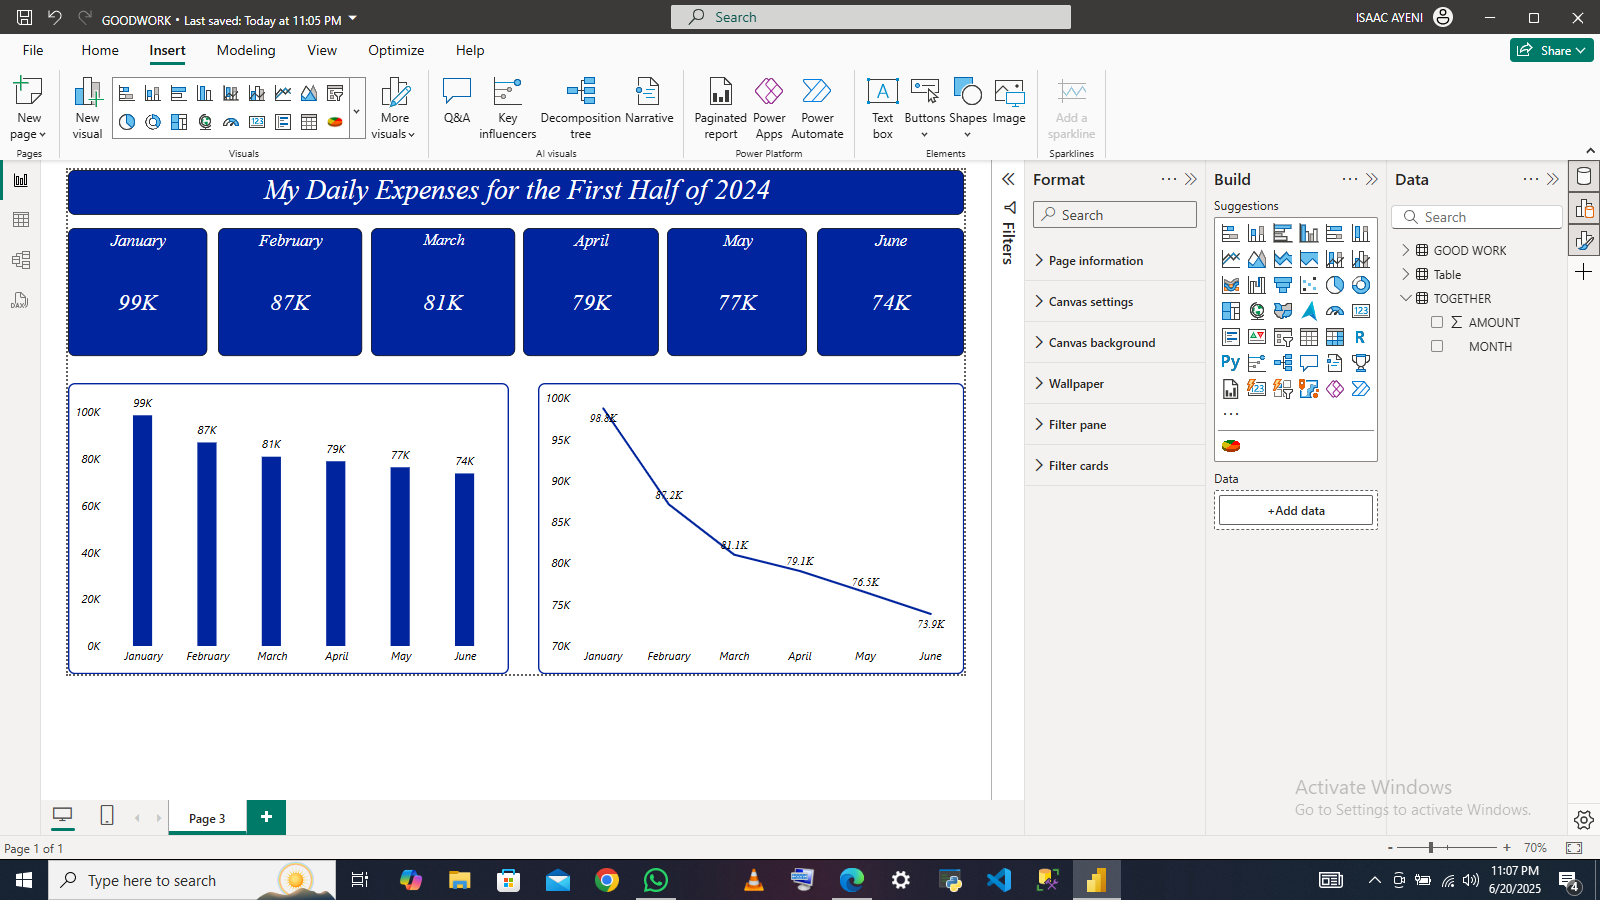 GOODWORK • Last saved: Today at 11:05 PM
Search
ISAAC AYENI
File Home Insert Modeling View Optimize Help
Share
New page
New visual
More visuals
Q&A
Key influencers
Decomposition tree
Narrative
Paginated report
Power Apps
Power Automate
Text box
Buttons
Shapes
Image
Add a sparkline
Pages
Visuals
AI visuals
Power Platform
Elements
Sparklines
My Daily Expenses for the First Half of 2024
January February March April May June
99K 87K 81K 79K 77K 74K
100K
80K
60K
40K
20K
0K
99K 87K 81K 79K 77K 74K
January February March April May June
100K
95K
90K
85K
80K
75K
70K
98.8K
87.2K
81.1K
79.1K
76.5K
73.9K
January February March April May June
Filters
Format
Search
Page information
Canvas settings
Canvas background
Wallpaper
Filter pane
Filter cards
Build
Suggestions
R
Py
Data
+Add data
Data
Search
GOOD WORK
Table
TOGETHER
Σ AMOUNT
MONTH
Activate Windows
Go to Settings to activate Windows.
Page 3
Page 1 of 1
- + 70%
Type here to search
11:07 PM
6/20/2025
4